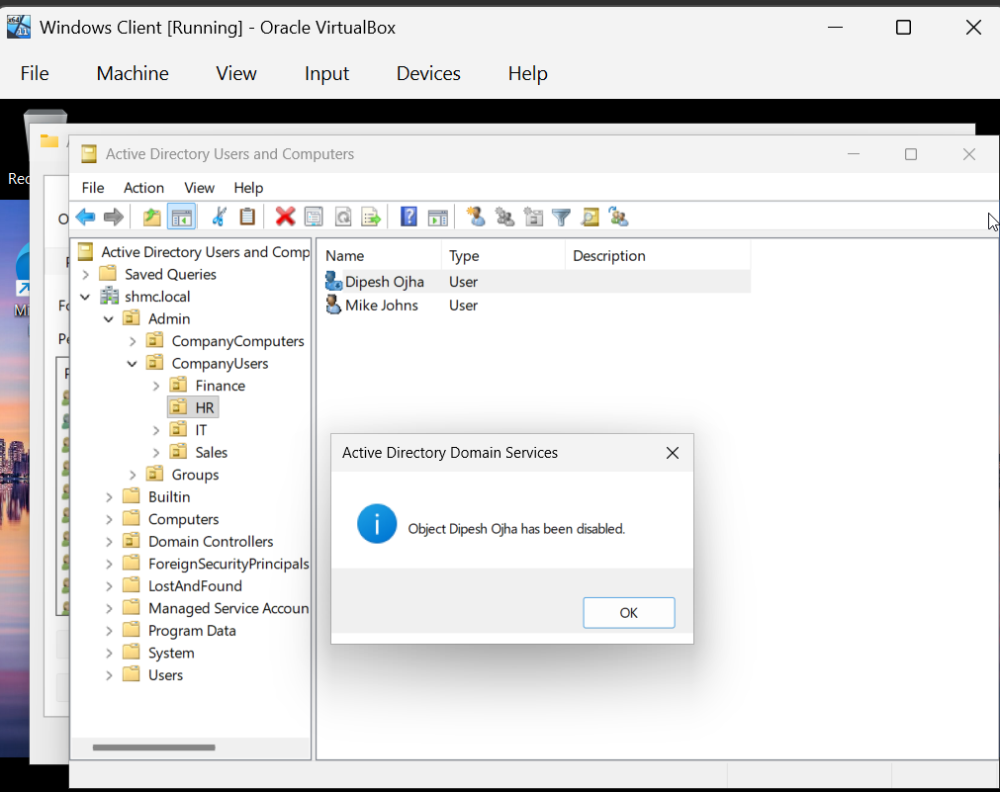 Windows Client [Running] - Oracle VirtualBox
File Machine View Input Devices Help
Active Directory Users and Computers
File Action View Help
Active Directory Users and Comp
Saved Queries
shmc.local
Admin
CompanyComputers
CompanyUsers
Finance
HR
IT
Sales
Groups
Builtin
Computers
Domain Controllers
ForeignSecurityPrincipals
LostAndFound
Managed Service Accoun
Program Data
System
Users
Name Type Description
Dipesh Ojha User
Mike Johns User
Active Directory Domain Services
Object Dipesh Ojha has been disabled.
OK